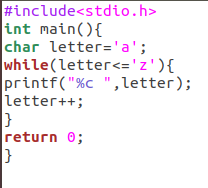 #include<stdio.h>
int main(){
char letter='a';
while(letter<='z'){
printf("%c ",letter);
letter++;
}
return 0;
}